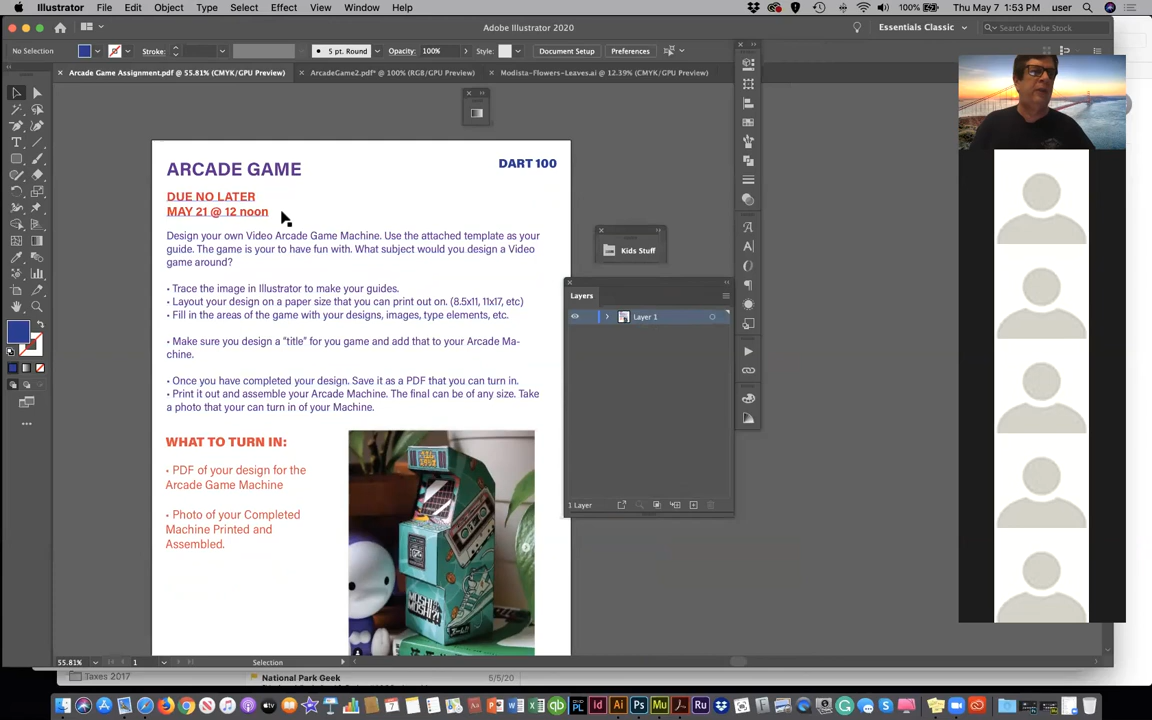 Illustrator File Edit Object Type Select Effect View Window Help 100% Thu May 7 1:53 PM user
Adobe Illustrator 2020 Essentials Classic Search Adobe Stock
No Selection Stroke: 5 pt. Round Opacity: 100% Style: Document Setup Preferences
Arcade Game Assignment.pdf @ 55.81% (CMYK/GPU Preview) ArcadeGame2.pdf* @ 100% (RGB/GPU Preview) Modista-Flowers-Leaves.ai @ 12.39% (CMYK/GPU Preview)
ARCADE GAME
DART 100
DUE NO LATER
MAY 21 @ 12 noon
Design your own Video Arcade Game Machine. Use the attached template as your
guide. The game is your to have fun with. What subject would you design a Video
game around?
• Trace the image in Illustrator to make your guides.
• Layout your design on a paper size that you can print out on. (8.5x11, 11x17, etc)
• Fill in the areas of the game with your designs, images, type elements, etc.
• Make sure you design a "title" for you game and add that to your Arcade Ma-
chine.
• Once you have completed your design. Save it as a PDF that you can turn in.
• Print it out and assemble your Arcade Machine. The final can be of any size. Take
a photo that your can turn in of your Machine.
WHAT TO TURN IN:
• PDF of your design for the
Arcade Game Machine
• Photo of your Completed
Machine Printed and
Assembled.
MOSHI
MOSHI?!
Kids Stuff
Layers
Layer 1
1 Layer
55.81% 1 Selection
Taxes 2017 National Park Geek 5/5/20